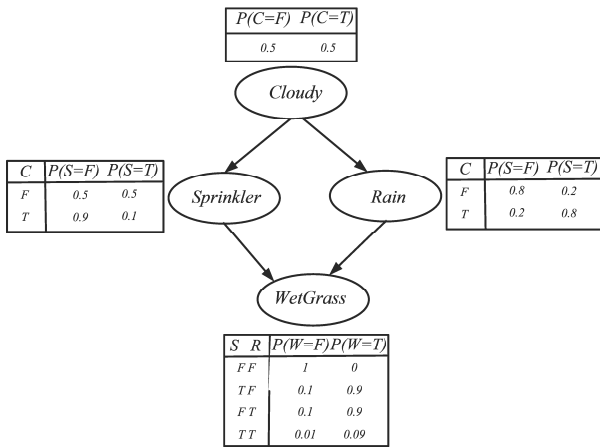 P(C=F) P(C=T)
0.5 0.5
Cloudy
C P(S=F) P(S=T)
F 0.5 0.5
T 0.9 0.1
Sprinkler
Rain
C P(S=F) P(S=T)
F 0.8 0.2
T 0.2 0.8
WetGrass
S R P(W=F) P(W=T)
F F 1 0
T F 0.1 0.9
F T 0.1 0.9
T T 0.01 0.09